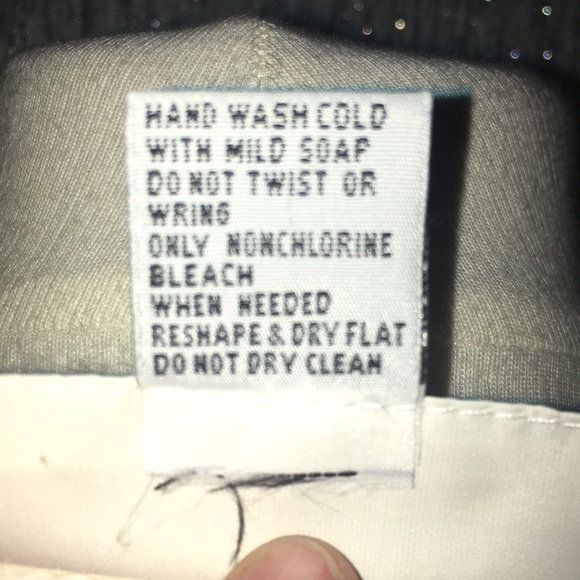 HAND WASH COLD
WITH MILD SOAP
DO NOT TWIST OR
WRING
ONLY NONCHLORINE
BLEACH
WHEN NEEDED
RESHAPE & DRY FLAT
DO NOT DRY CLEAN